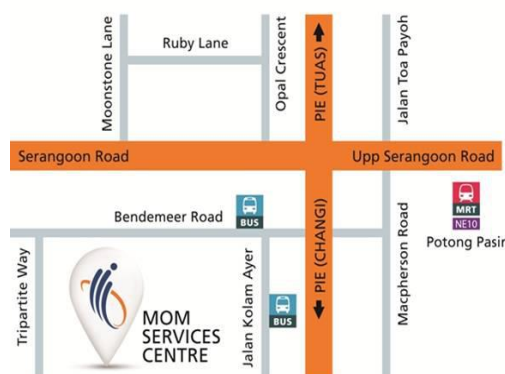 Moonstone Lane
Ruby Lane
Opal Crescent
PIE (TUAS)
Jalan Toa Payoh
Serangoon Road
Upp Serangoon Road
Bendemeer Road
BUS
MRT
NE10
Potong Pasir
Tripartite Way
MOM
SERVICES
CENTRE
Jalan Kolam Ayer
BUS
PIE (CHANGI)
Macpherson Road